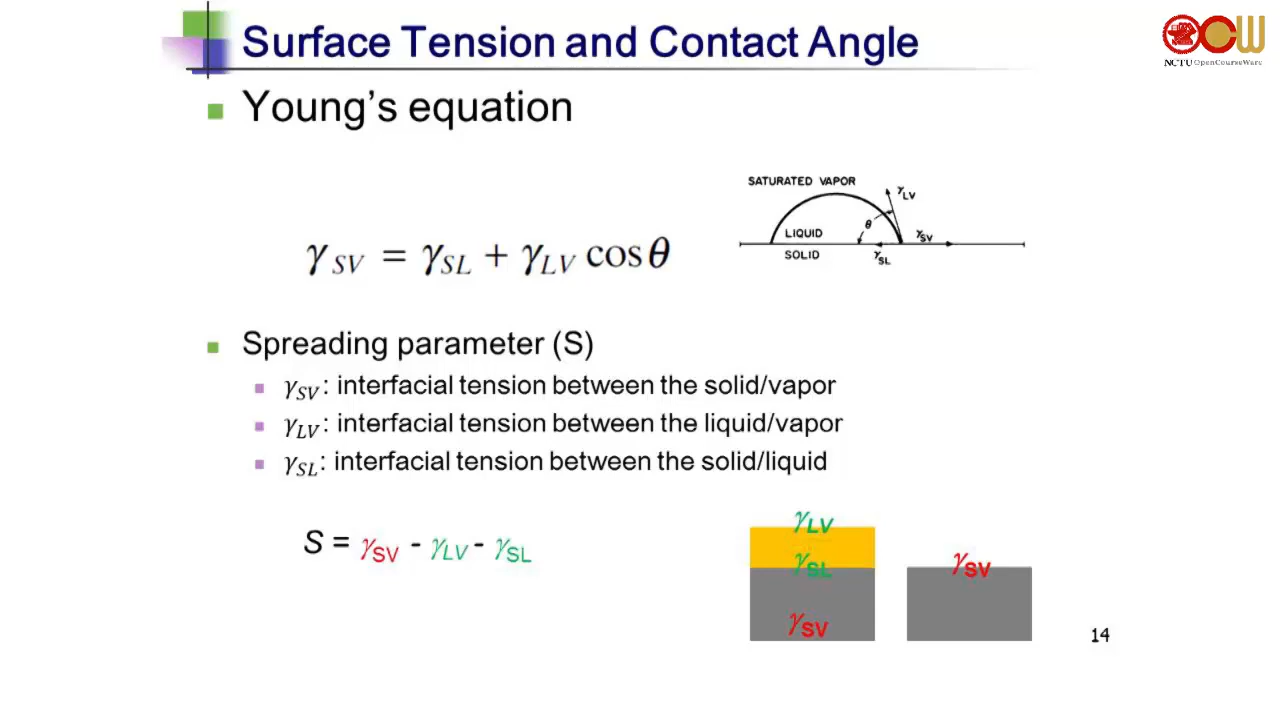 Surface Tension and Contact Angle
NCTU OpenCourseWare
Young's equation
SATURATED VAPOR
γLV
θ
LIQUID
γSV
SOLID
γSL
γ SV = γSL + γLV cosθ
Spreading parameter (S)
γSV : interfacial tension between the solid/vapor
γLV : interfacial tension between the liquid/vapor
γSL: interfacial tension between the solid/liquid
S = γSV - γLV - γSL
γLV
γSL
γSV
γSV
14